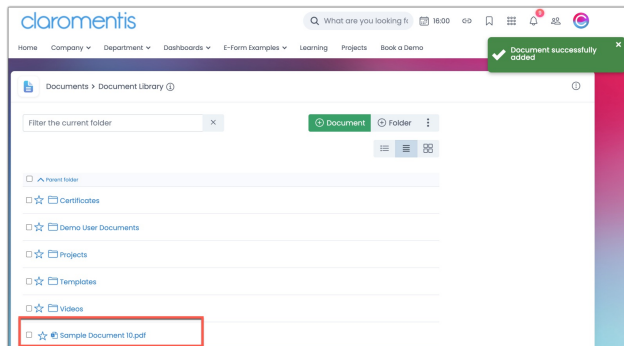 claromentis
What are you looking fo
16:00
Home Company Department Dashboards E-Form Examples Learning Projects Book a Demo
Document successfully
added
Documents > Document Library
Filter the current folder
Document
Folder
Parent folder
Certificates
Demo User Documents
Projects
Templates
Videos
Sample Document 10.pdf